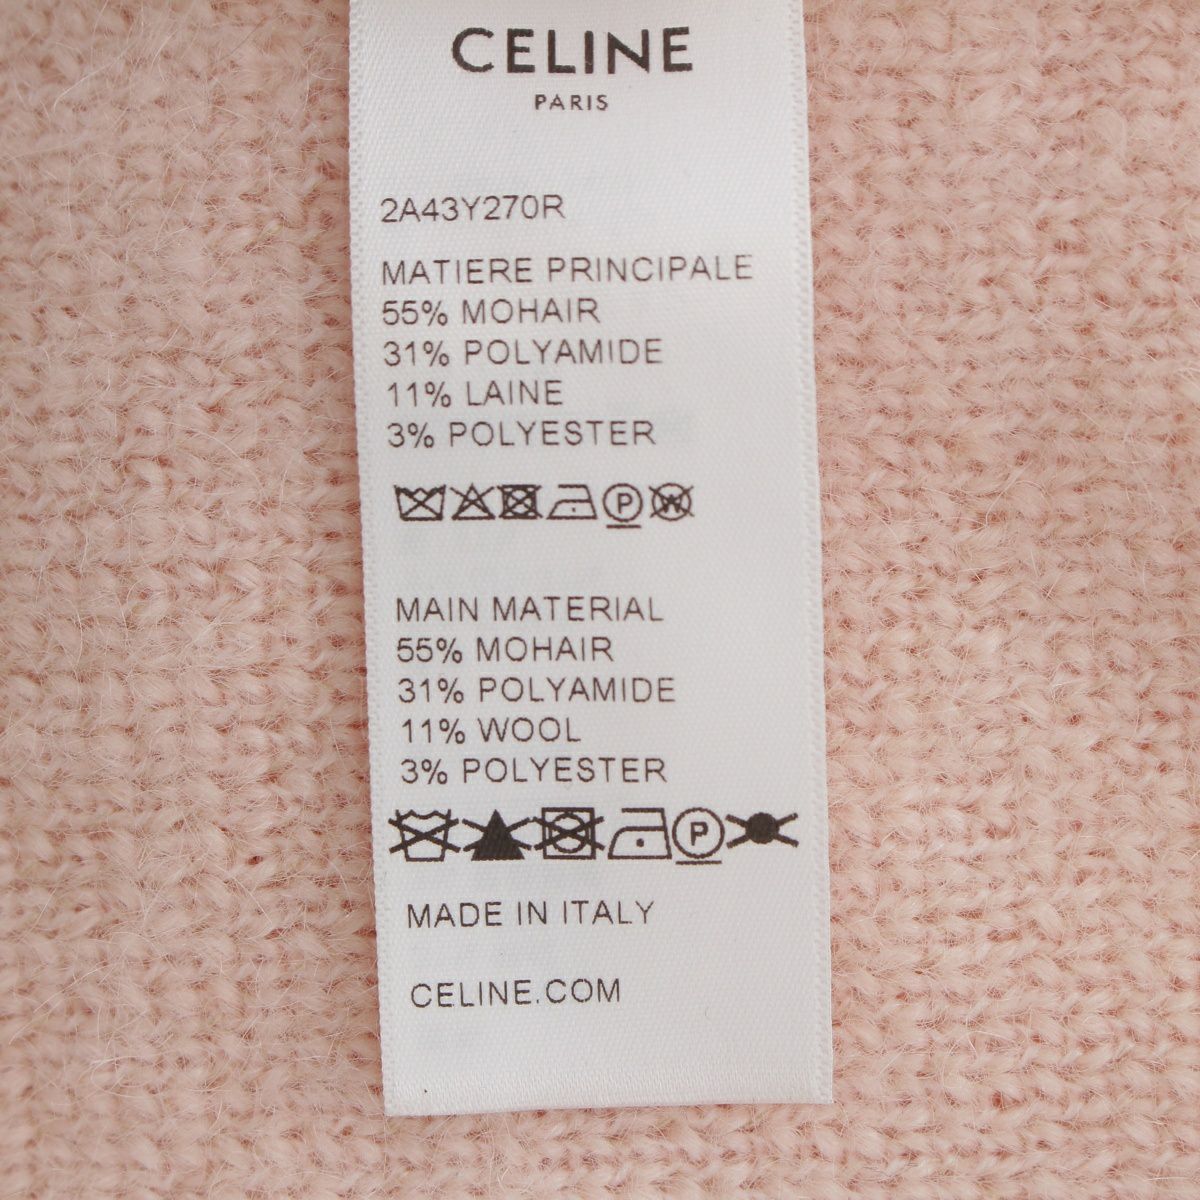 CELINE
PARIS
2A43Y270R
MATIERE PRINCIPALE
55% MOHAIR
31% POLYAMIDE
11% LAINE
3% POLYESTER
P W
MAIN MATERIAL
55% MOHAIR
31% POLYAMIDE
11% WOOL
3% POLYESTER
P
MADE IN ITALY
CELINE.COM